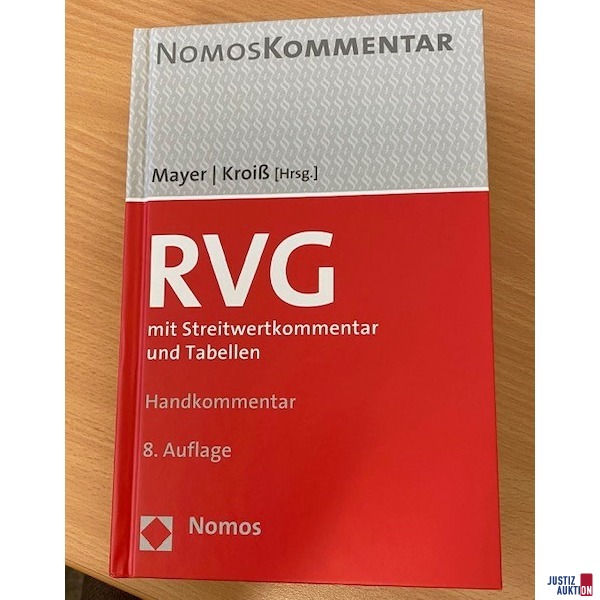 NOMOSKOMMENTAR
Mayer | Kroiß [Hrsg.]
RVG
mit Streitwertkommentar
und Tabellen
Handkommentar
8. Auflage
Nomos
JUSTIZ
AUKTION